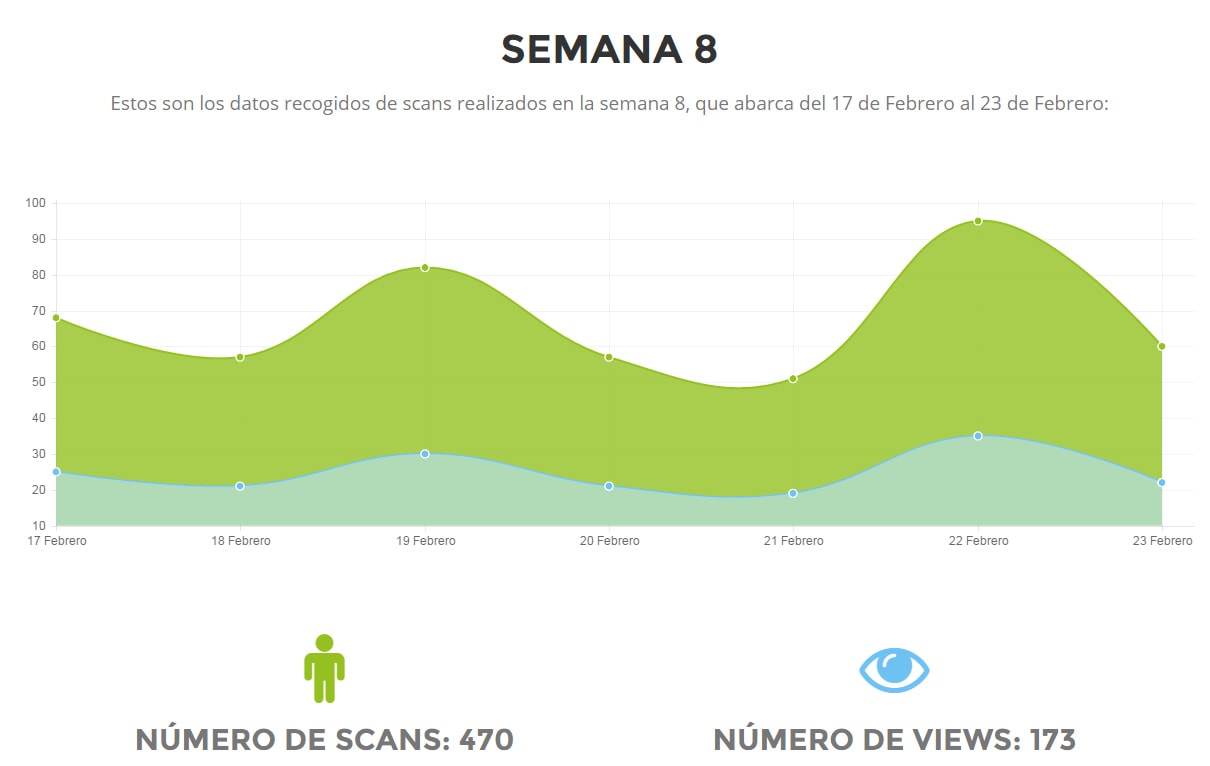 SEMANA 8
Estos son los datos recogidos de scans realizados en la semana 8, que abarca del 17 de Febrero al 23 de Febrero:
100
90
80
70
60
50
40
30
20
10
17 Febrero 18 Febrero 19 Febrero 20 Febrero 21 Febrero 22 Febrero 23 Febrero
NÚMERO DE SCANS: 470 NÚMERO DE VIEWS: 173